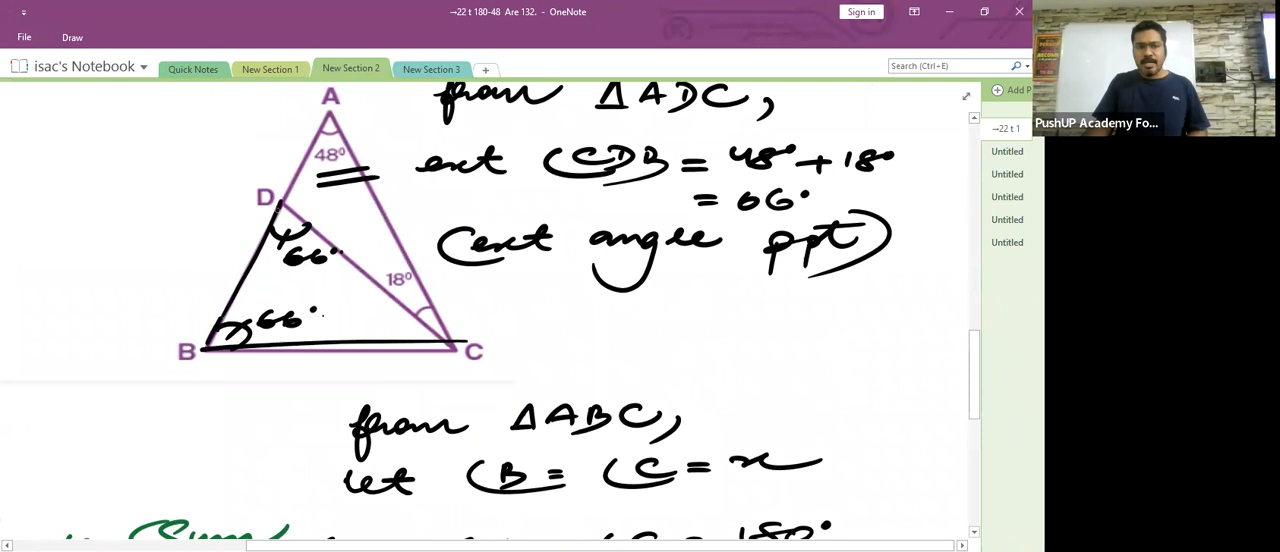 →22 t 180-48 Are 132. - OneNote
Sign in
File
Draw
isac's Notebook
Quick Notes
New Section 1
New Section 2
New Section 3
+
Search (Ctrl+E)
Add P
PushUP Academy Fo...
→22 t 1
Untitled
Untitled
Untitled
Untitled
Untitled
A
48⁰
D
66°
18⁰
66°
B
C
from ΔADC,
ext ∠CDB = 48° + 18°
= 66°
(ext angle ppt)
from ΔABC,
let ∠B = ∠C = x